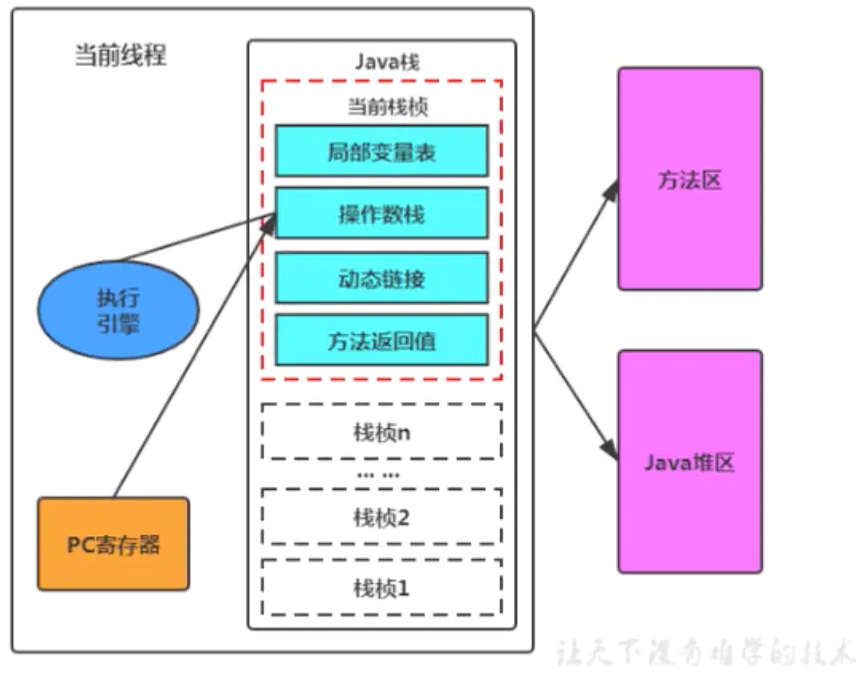 当前线程
Java栈
当前栈桢
局部变量表
操作数栈
动态链接
方法返回值
栈桢n
... ...
栈桢2
栈桢1
执行
引擎
PC寄存器
方法区
Java堆区
让天下没有难学的技术